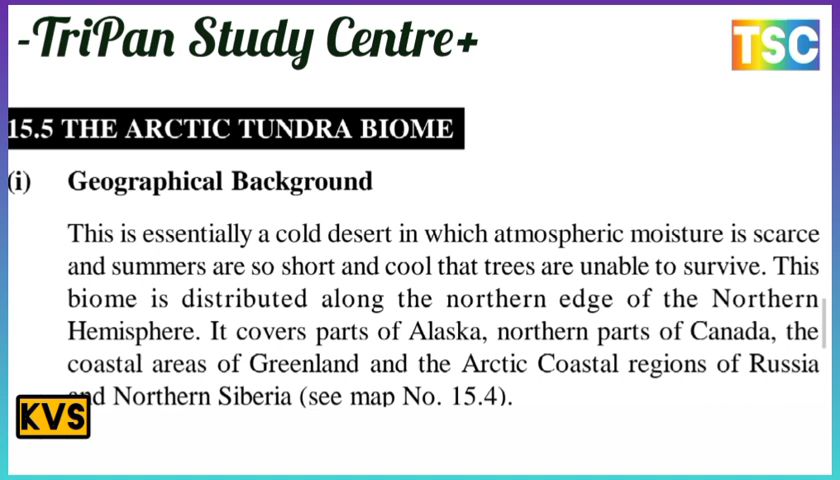 -TriPan Study Centre+
TSC
15.5 THE ARCTIC TUNDRA BIOME
(i) Geographical Background
This is essentially a cold desert in which atmospheric moisture is scarce
and summers are so short and cool that trees are unable to survive. This
biome is distributed along the northern edge of the Northern
Hemisphere. It covers parts of Alaska, northern parts of Canada, the
coastal areas of Greenland and the Arctic Coastal regions of Russia
and Northern Siberia (see map No. 15.4).
KVS